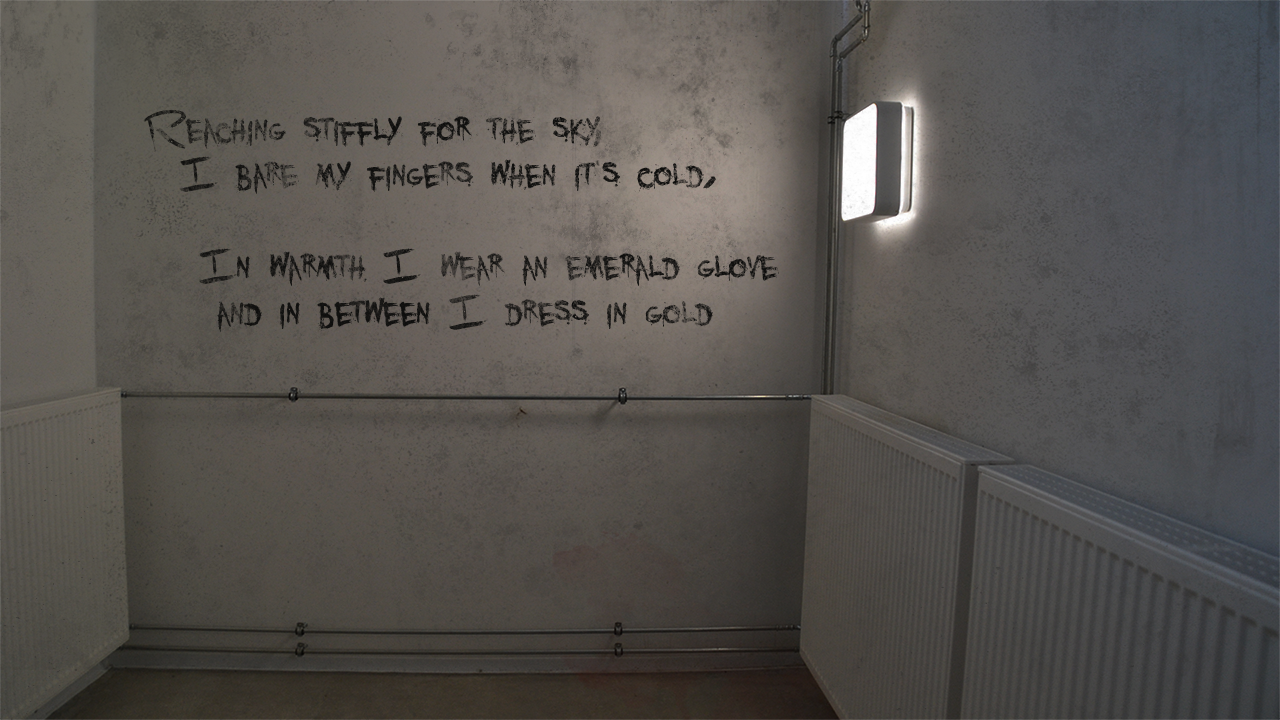 Reaching stiffly for the sky,
I bare my fingers when it's cold,
In warmth I wear an emerald glove
and in between I dress in gold